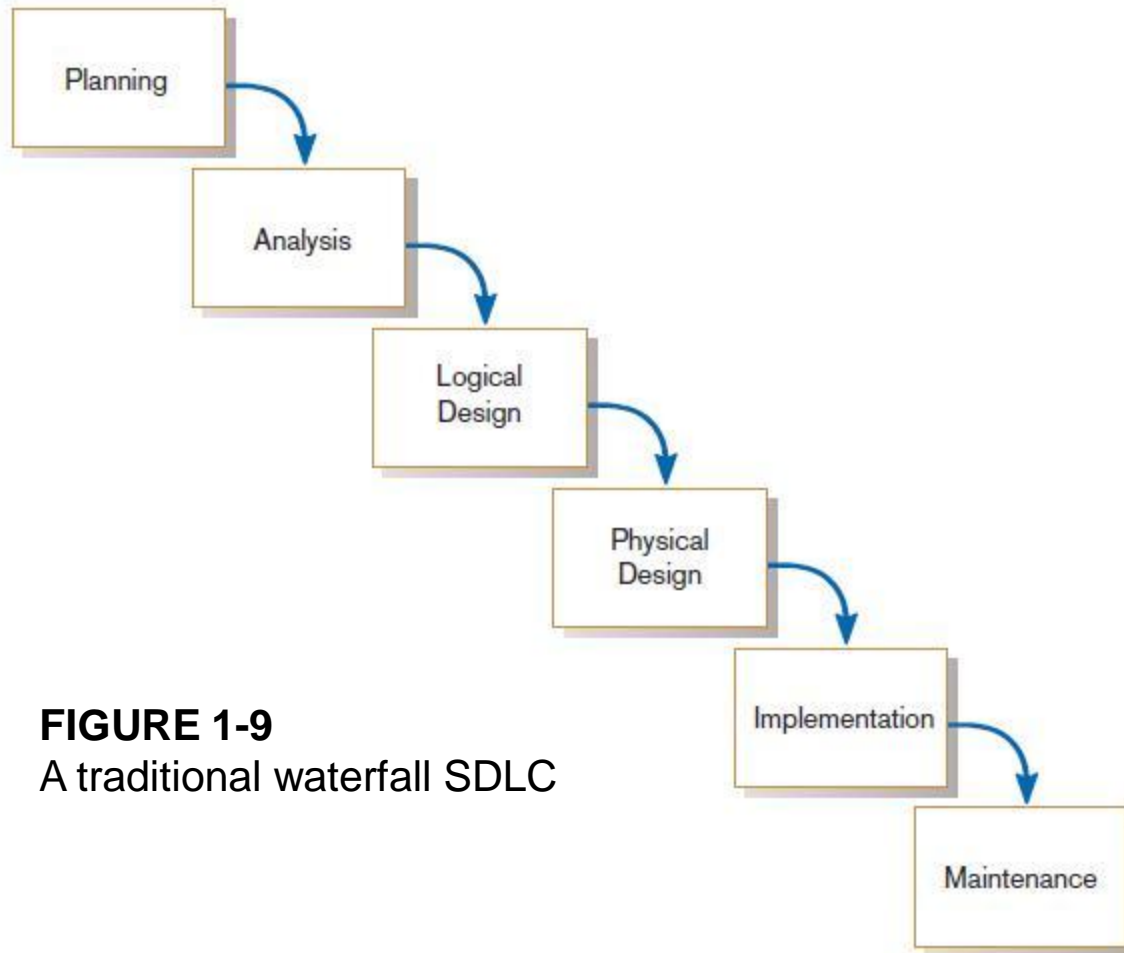 Planning
Analysis
Logical
Design
Physical
Design
Implementation
Maintenance
FIGURE 1-9
A traditional waterfall SDLC